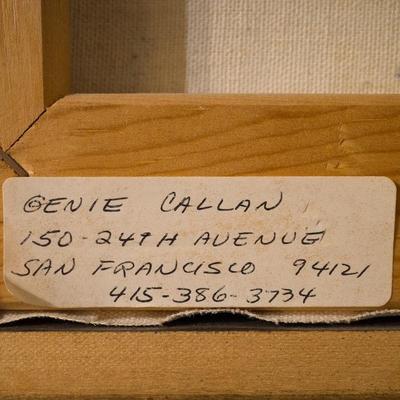 GENIE CALLAN
150-24TH AVENUE
SAN FRANCISCO 94121
415-386-3734